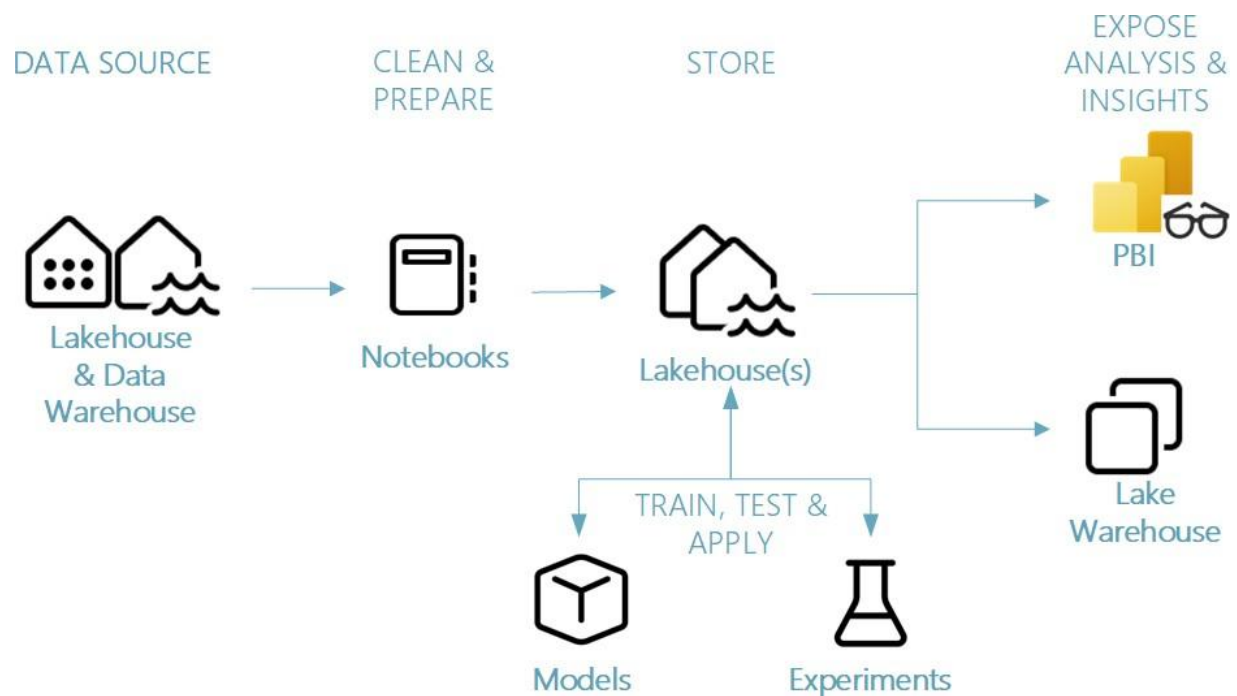 DATA SOURCE
CLEAN &
PREPARE
STORE
EXPOSE
ANALYSIS &
INSIGHTS
Lakehouse
& Data
Warehouse
Notebooks
Lakehouse(s)
PBI
Lake
Warehouse
TRAIN, TEST &
APPLY
Models
Experiments